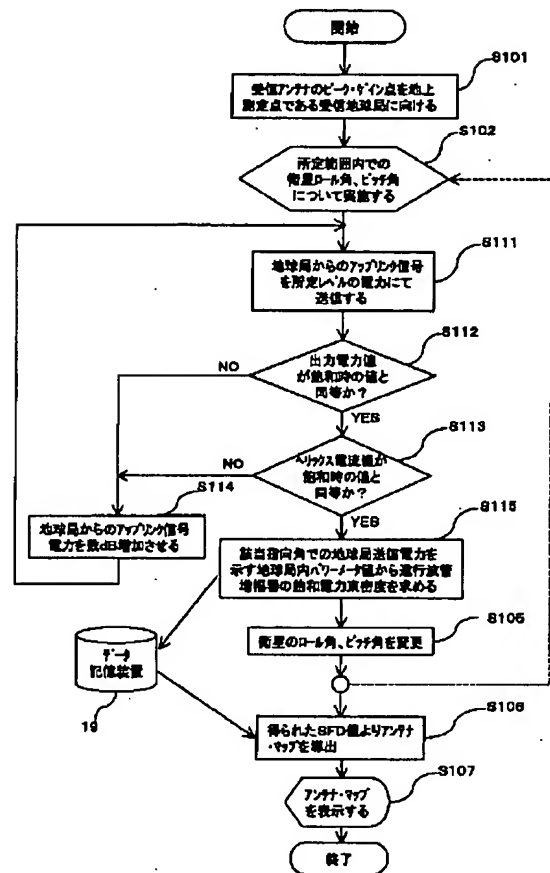 開始
S101
受信アンテナのピーク・ゲイン点を地上
測定点である受信地球局に向ける
S102
所定範囲内での
衛星ロール角、ピッチ角
について実施する
S111
地球局からのアップリンク信号
を所定レベルの電力にて
送信する
S112
出力電力値
が飽和時の値と
同等か?
NO
YES
S113
ヘリックス電流値が
飽和時の値と
同等か?
NO
YES
S114
地球局からのアップリンク信号
電力を数dB増加させる
S115
該当指向角での地球局送信電力を
示す地球局内パワーメータ値から進行波管
増幅器の飽和電力束密度を求める
S105
衛星のロール角、ピッチ角を変更
データ
記憶装置
19
S106
得られたSFD値よりアンテナ
・マップを導出
S107
アンテナ・マップ
を表示する
終了